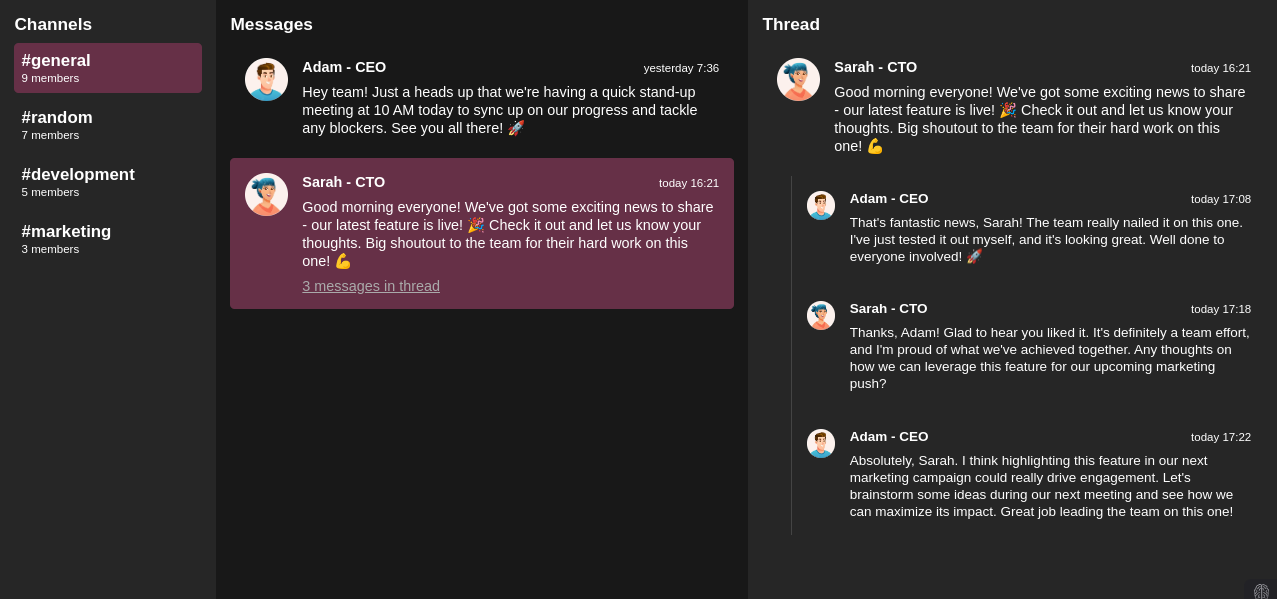 Channels
#general
9 members
#random
7 members
#development
5 members
#marketing
3 members
Messages
Adam - CEO
yesterday 7:36
Hey team! Just a heads up that we're having a quick stand-up
meeting at 10 AM today to sync up on our progress and tackle
any blockers. See you all there! 🚀
Sarah - CTO
today 16:21
Good morning everyone! We've got some exciting news to share
- our latest feature is live! 🎉 Check it out and let us know your
thoughts. Big shoutout to the team for their hard work on this
one! 💪
3 messages in thread
Thread
Sarah - CTO
today 16:21
Good morning everyone! We've got some exciting news to share
- our latest feature is live! 🎉 Check it out and let us know your
thoughts. Big shoutout to the team for their hard work on this
one! 💪
Adam - CEO
today 17:08
That's fantastic news, Sarah! The team really nailed it on this one.
I've just tested it out myself, and it's looking great. Well done to
everyone involved! 🚀
Sarah - CTO
today 17:18
Thanks, Adam! Glad to hear you liked it. It's definitely a team effort,
and I'm proud of what we've achieved together. Any thoughts on
how we can leverage this feature for our upcoming marketing
push?
Adam - CEO
today 17:22
Absolutely, Sarah. I think highlighting this feature in our next
marketing campaign could really drive engagement. Let's
brainstorm some ideas during our next meeting and see how we
can maximize its impact. Great job leading the team on this one!